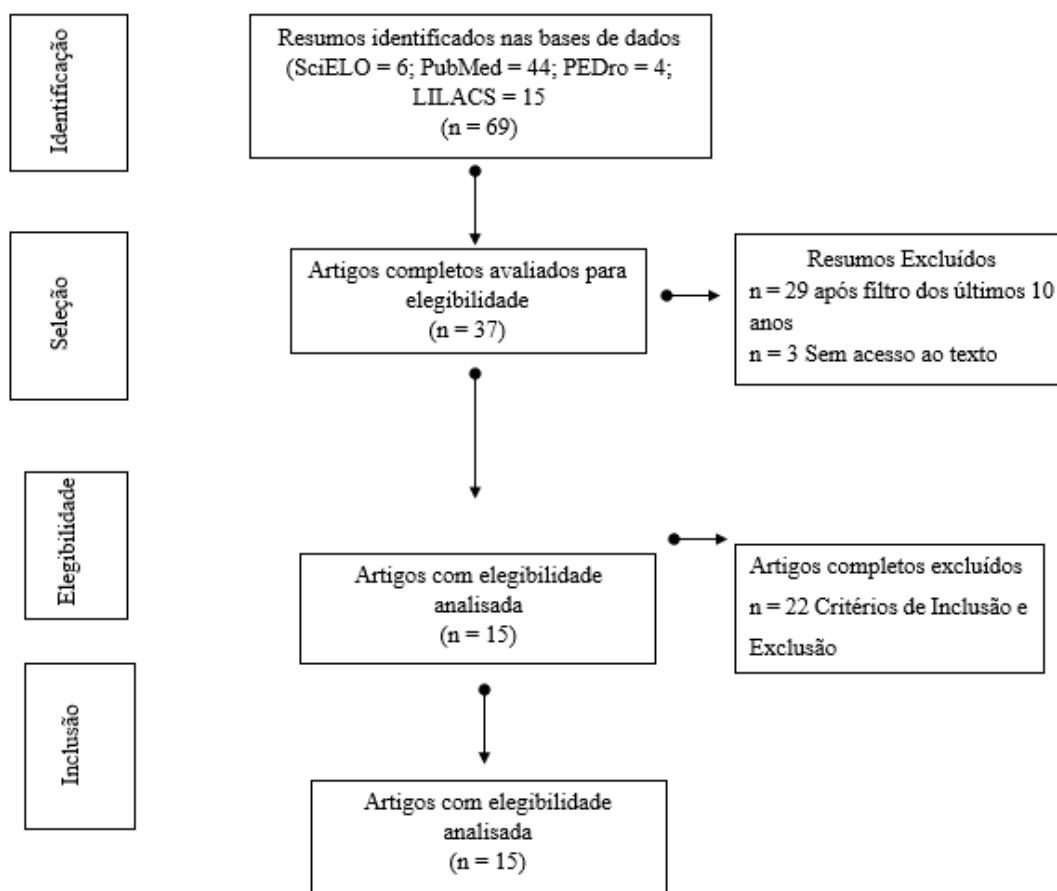 Identificação
Resumos identificados nas bases de dados
(SciELO = 6; PubMed = 44; PEDro = 4;
LILACS = 15
(n = 69)
Seleção
Artigos completos avaliados para
elegibilidade
(n = 37)
Resumos Excluídos
n = 29 após filtro dos últimos 10
anos
n = 3 Sem acesso ao texto
Elegibilidade
Artigos com elegibilidade
analisada
(n = 15)
Artigos completos excluídos
n = 22 Critérios de Inclusão e
Exclusão
Inclusão
Artigos com elegibilidade
analisada
(n = 15)